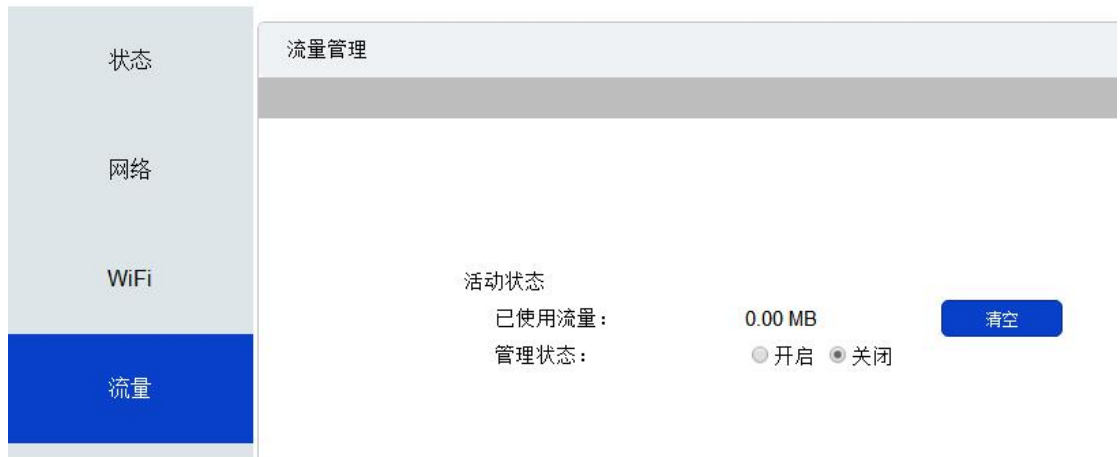 状态
网络
WiFi
流量
流量管理
活动状态
已使用流量： 0.00 MB 清空
管理状态： 开启 关闭